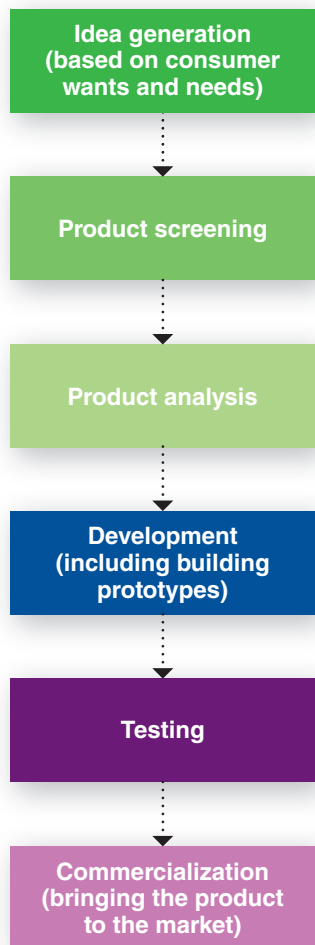 Idea generation
(based on consumer
wants and needs)
Product screening
Product analysis
Development
(including building
prototypes)
Testing
Commercialization
(bringing the product
to the market)